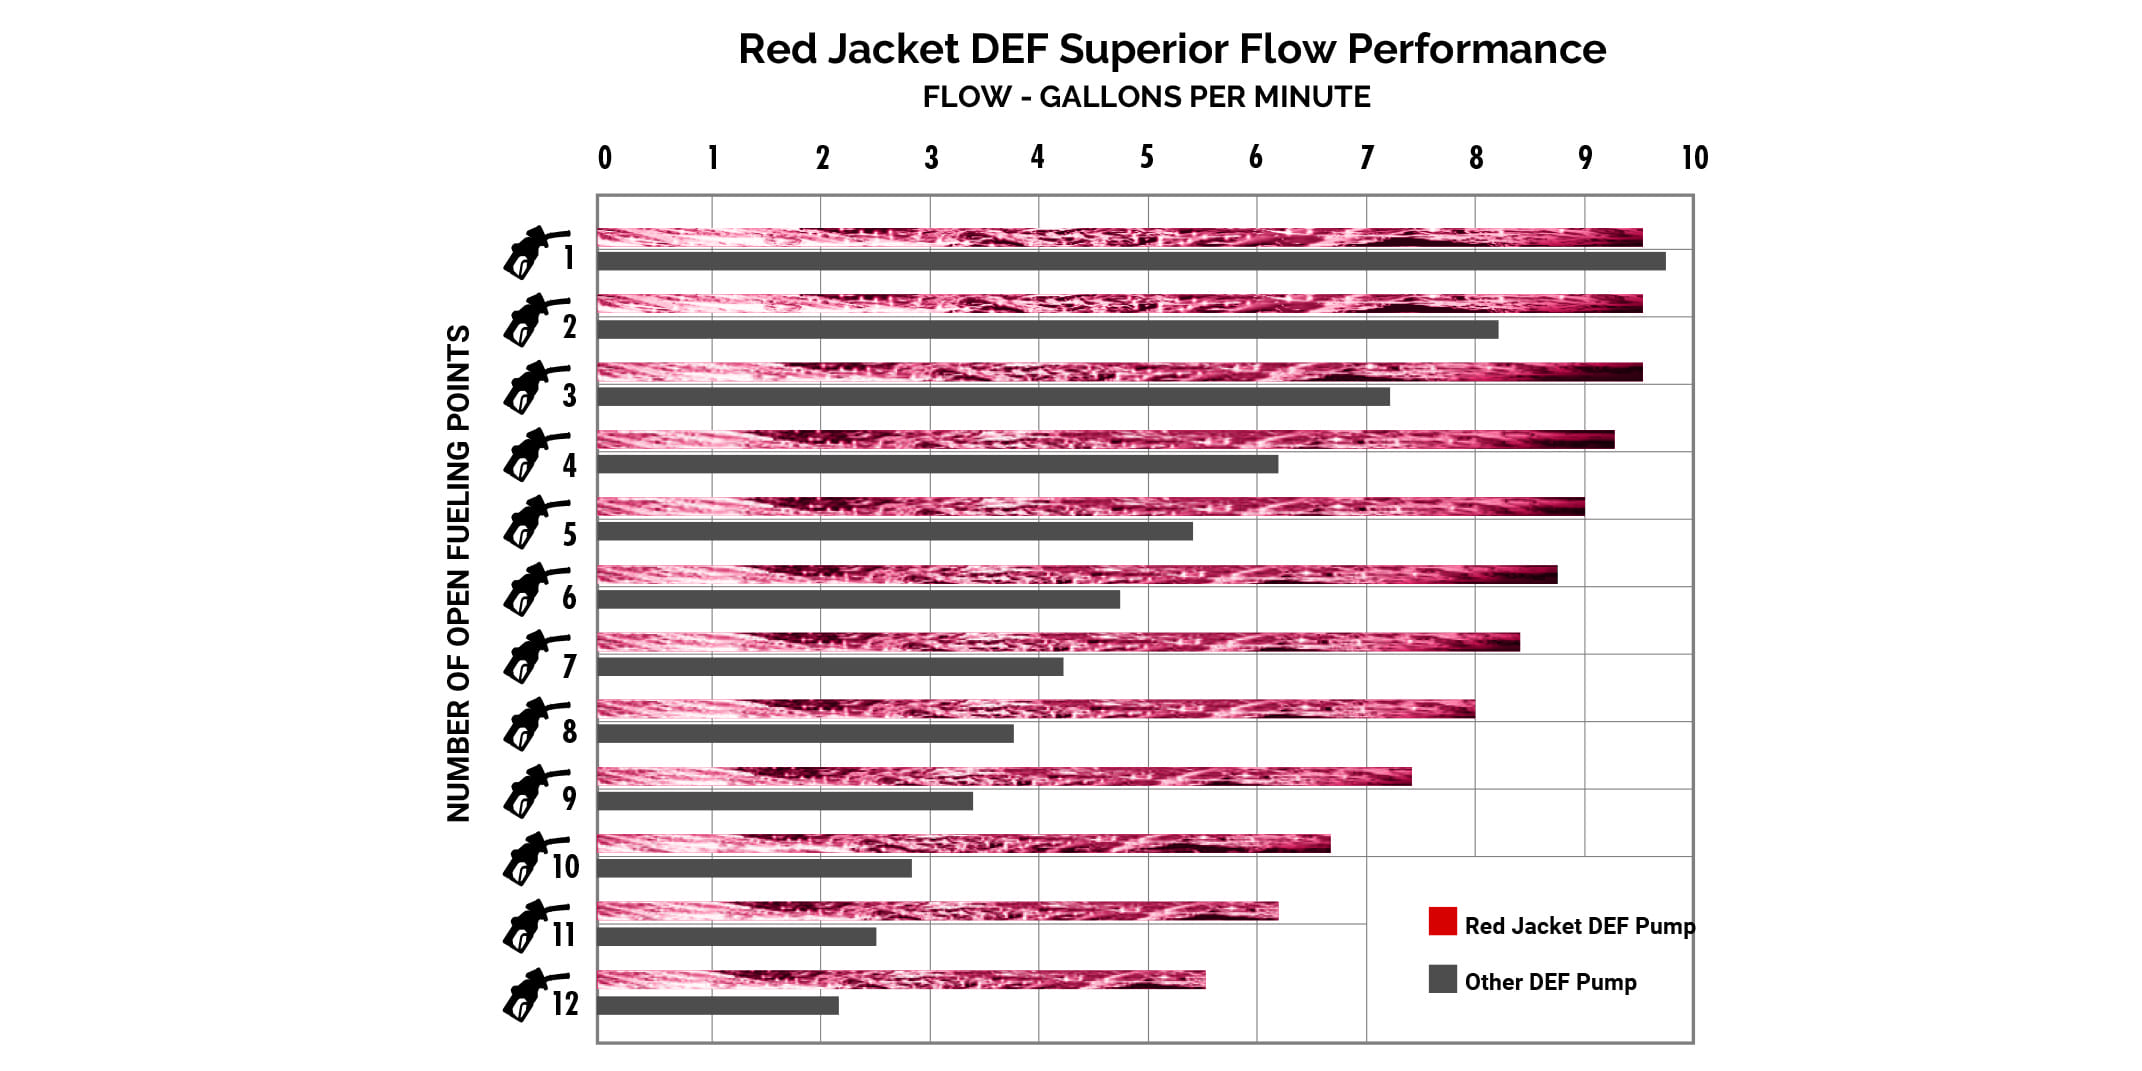 Red Jacket DEF Superior Flow Performance
FLOW - GALLONS PER MINUTE
0 1 2 3 4 5 6 7 8 9 10
NUMBER OF OPEN FUELING POINTS
1
2
3
4
5
6
7
8
9
10
11
12
Red Jacket DEF Pump
Other DEF Pump